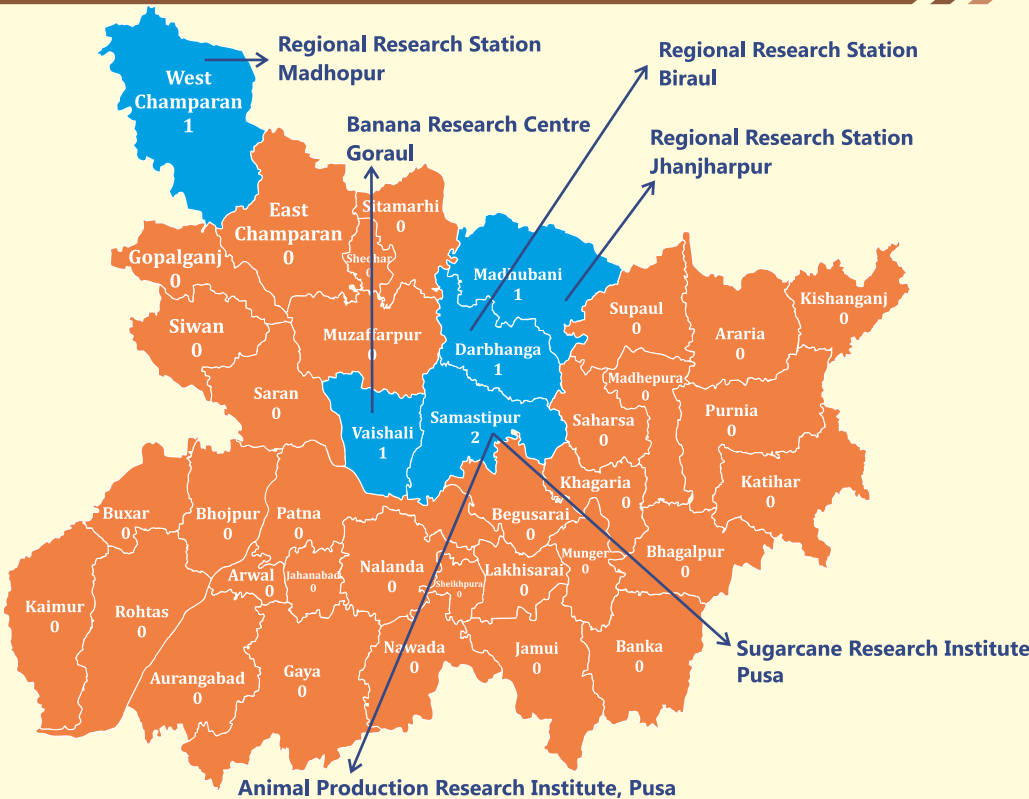 Regional Research Station
Madhopur
Regional Research Station
Biraul
West
Champaran
1
Banana Research Centre
Goraul
Regional Research Station
Jhanjharpur
East
Champaran
0
Sitamarhi
0
Sheohar
0
Gopalganj
0
Madhubani
1
Kishanganj
0
Supaul
0
Araria
0
Siwan
0
Muzaffarpur
0
Darbhanga
1
Madhepura
0
Saran
0
Purnia
0
Samastipur
2
Saharsa
0
Vaishali
1
Khagaria
0
Katihar
0
Buxar
0
Bhojpur
0
Patna
0
Begusarai
0
Bhagalpur
0
Munger
0
Arwal
0
Jahanabad
0
Nalanda
0
Sheikhpura
0
Lakhisarai
0
Kaimur
0
Rohtas
0
Nawada
0
Jamui
0
Banka
0
Aurangabad
0
Gaya
0
Sugarcane Research Institute
Pusa
Animal Production Research Institute, Pusa